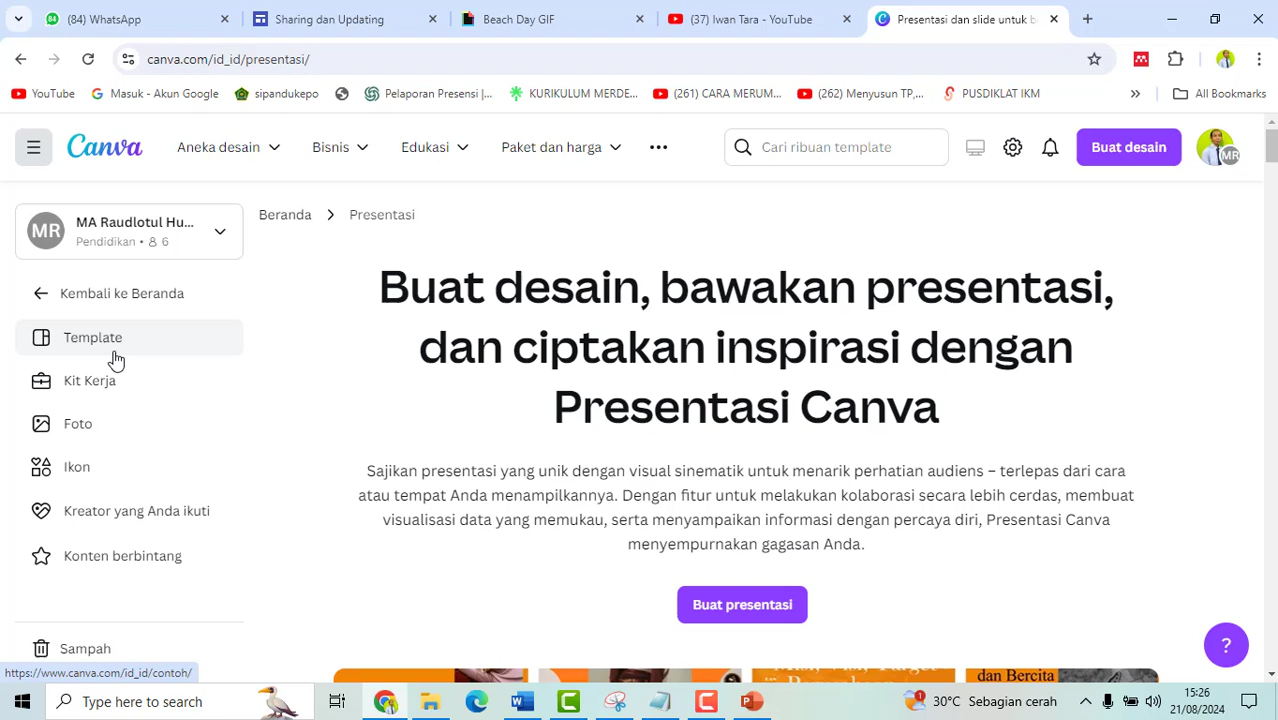 (84) WhatsApp
Sharing dan Updating
Beach Day GIF
(37) Iwan Tara - YouTube
Presentasi dan slide untuk b
canva.com/id_id/presentasi/
YouTube
Masuk - Akun Google
sipandukepo
Pelaporan Presensi |...
KURIKULUM MERDE...
(261) CARA MERUM...
(262) Menyusun TP,...
PUSDIKLAT IKM
All Bookmarks
Canva
Aneka desain
Bisnis
Edukasi
Paket dan harga
Cari ribuan template
Buat desain
MR
MR
MA Raudlotul Hu...
Pendidikan • 6
Beranda
Presentasi
Kembali ke Beranda
Template
Kit Kerja
Foto
Ikon
Kreator yang Anda ikuti
Konten berbintang
Sampah
Buat desain, bawakan presentasi,
dan ciptakan inspirasi dengan
Presentasi Canva
Sajikan presentasi yang unik dengan visual sinematik untuk menarik perhatian audiens – terlepas dari cara
atau tempat Anda menampilkannya. Dengan fitur untuk melakukan kolaborasi secara lebih cerdas, membuat
visualisasi data yang memukau, serta menyampaikan informasi dengan percaya diri, Presentasi Canva
menyempurnakan gagasan Anda.
Buat presentasi
dan Bercita
?
https://www.canva.com/id_id/contoh/
Type here to search
1
30°C Sebagian cerah
15:26
21/08/2024